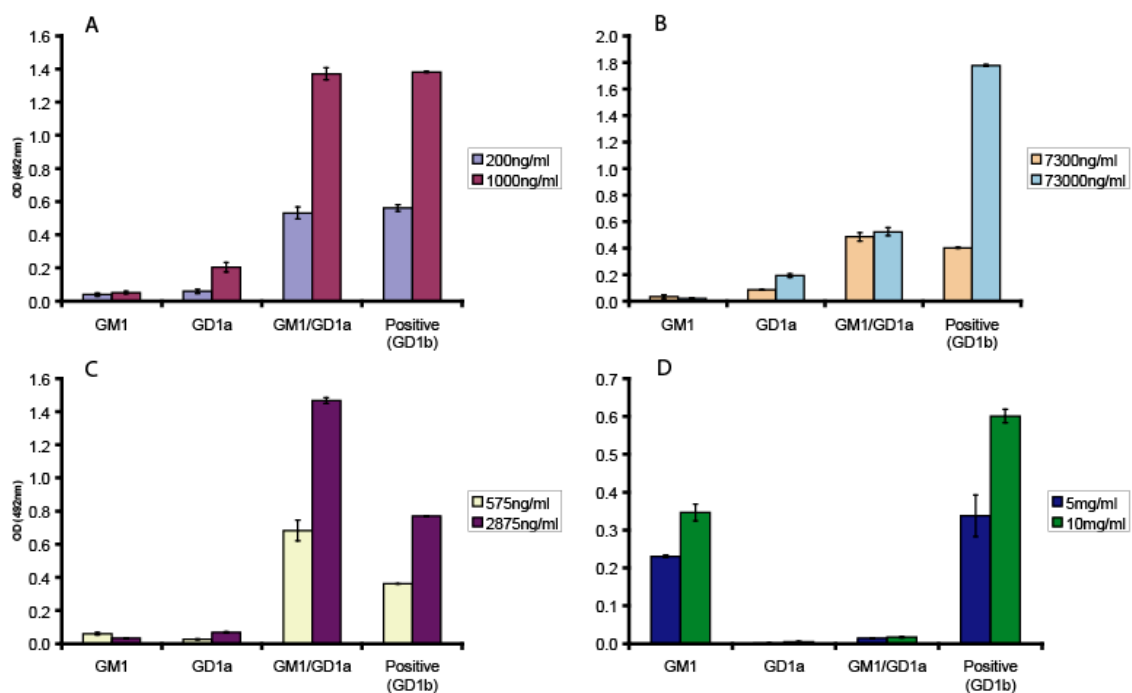 A
1.6
1.4
1.2
1.0
0.8
0.6
0.4
0.2
0.0
OD (492nm)
GM1 GD1a GM1/GD1a Positive
(GD1b)
200ng/ml
1000ng/ml
B
2.0
1.8
1.6
1.4
1.2
1.0
0.8
0.6
0.4
0.2
0.0
GM1 GD1a GM1/GD1a Positive
(GD1b)
7300ng/ml
73000ng/ml
C
1.6
1.4
1.2
1.0
0.8
0.6
0.4
0.2
0.0
OD (492nm)
GM1 GD1a GM1/GD1a Positive
(GD1b)
575ng/ml
2875ng/ml
D
0.7
0.6
0.5
0.4
0.3
0.2
0.1
0.0
GM1 GD1a GM1/GD1a Positive
(GD1b)
5mg/ml
10mg/ml